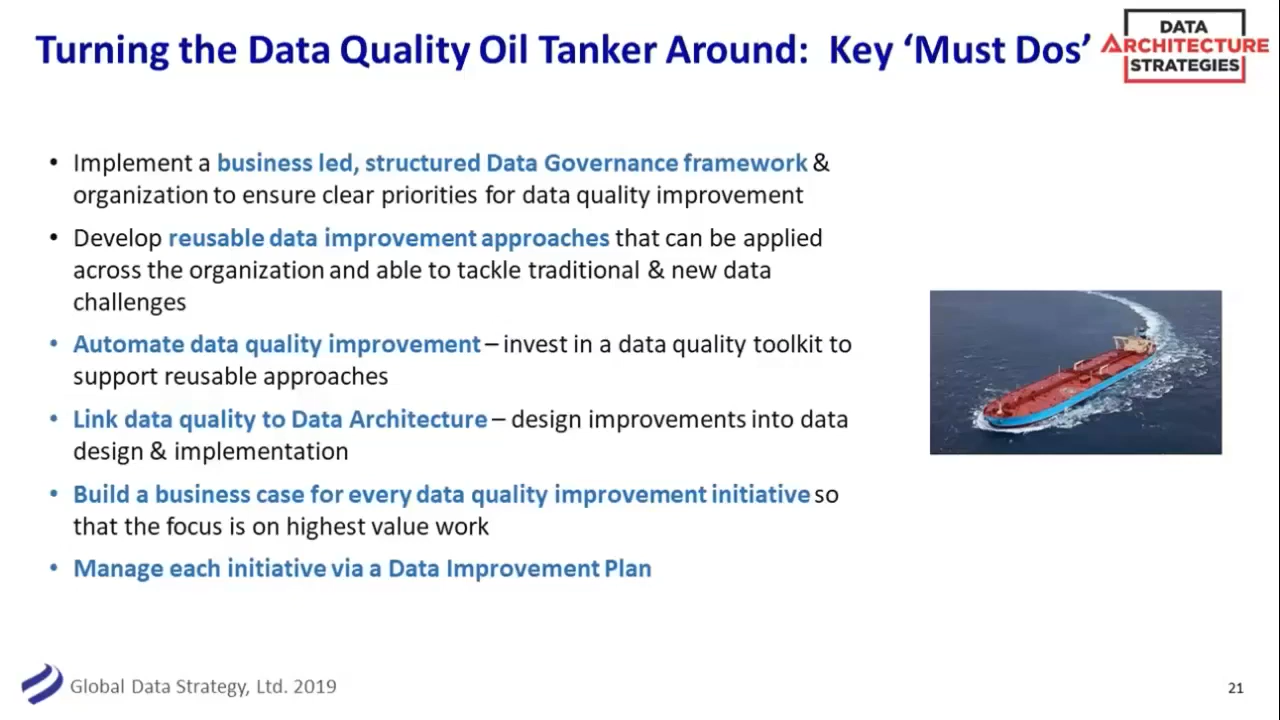 Turning the Data Quality Oil Tanker Around:  Key ‘Must Dos’
DATA
ARCHITECTURE
STRATEGIES
• Implement a business led, structured Data Governance framework &
organization to ensure clear priorities for data quality improvement
• Develop reusable data improvement approaches that can be applied
across the organization and able to tackle traditional & new data
challenges
• Automate data quality improvement – invest in a data quality toolkit to
support reusable approaches
• Link data quality to Data Architecture – design improvements into data
design & implementation
• Build a business case for every data quality improvement initiative so
that the focus is on highest value work
• Manage each initiative via a Data Improvement Plan
Global Data Strategy, Ltd. 2019
21